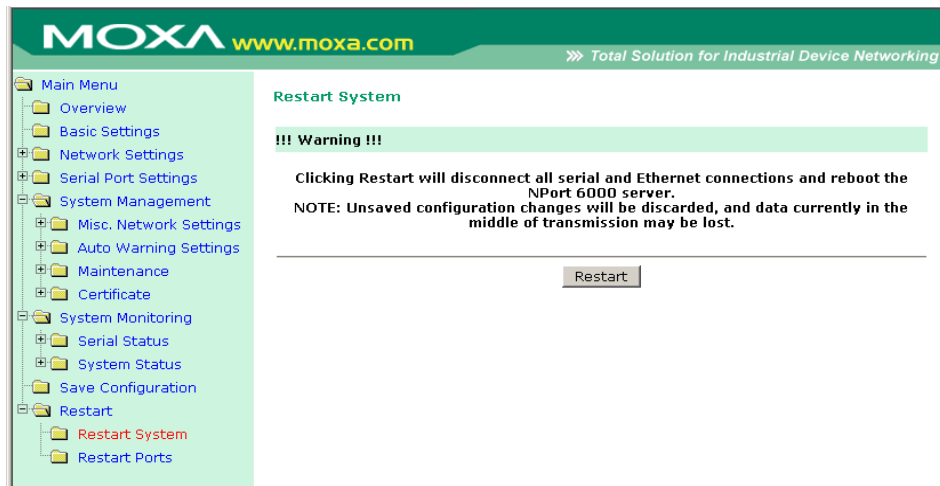 MOXA www.moxa.com
Total Solution for Industrial Device Networking
Main Menu
Overview
Basic Settings
Network Settings
Serial Port Settings
System Management
Misc. Network Settings
Auto Warning Settings
Maintenance
Certificate
System Monitoring
Serial Status
System Status
Save Configuration
Restart
Restart System
Restart Ports
Restart System
!!! Warning !!!
Clicking Restart will disconnect all serial and Ethernet connections and reboot the
NPort 6000 server.
NOTE: Unsaved configuration changes will be discarded, and data currently in the
middle of transmission may be lost.
Restart